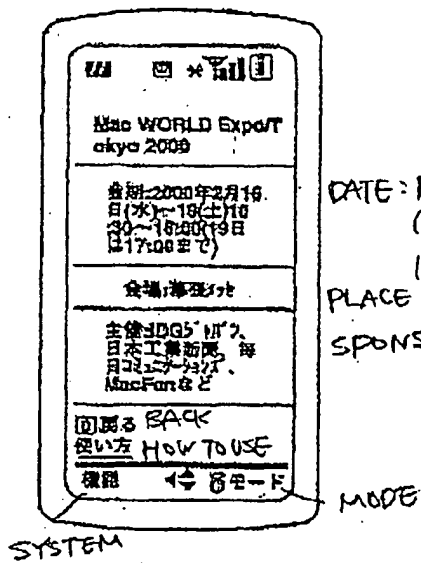 Mac WORLD Expo/T
okyo 2000
会期:2000年2月16
日(水)~19(土)10
:30~18:00(19日
は17:00まで)
会場:幕張ﾒｯｾ
主催:IDGｼﾞｬﾊﾟﾝ、
日本工業新聞、毎
日ｺﾐｭﾆｹｰｼｮﾝｽﾞ、
MacFanなど
DATE:
PLACE
SPONS
回戻る BACK
使い方 HOW TO USE
モード
MODE
SYSTEM